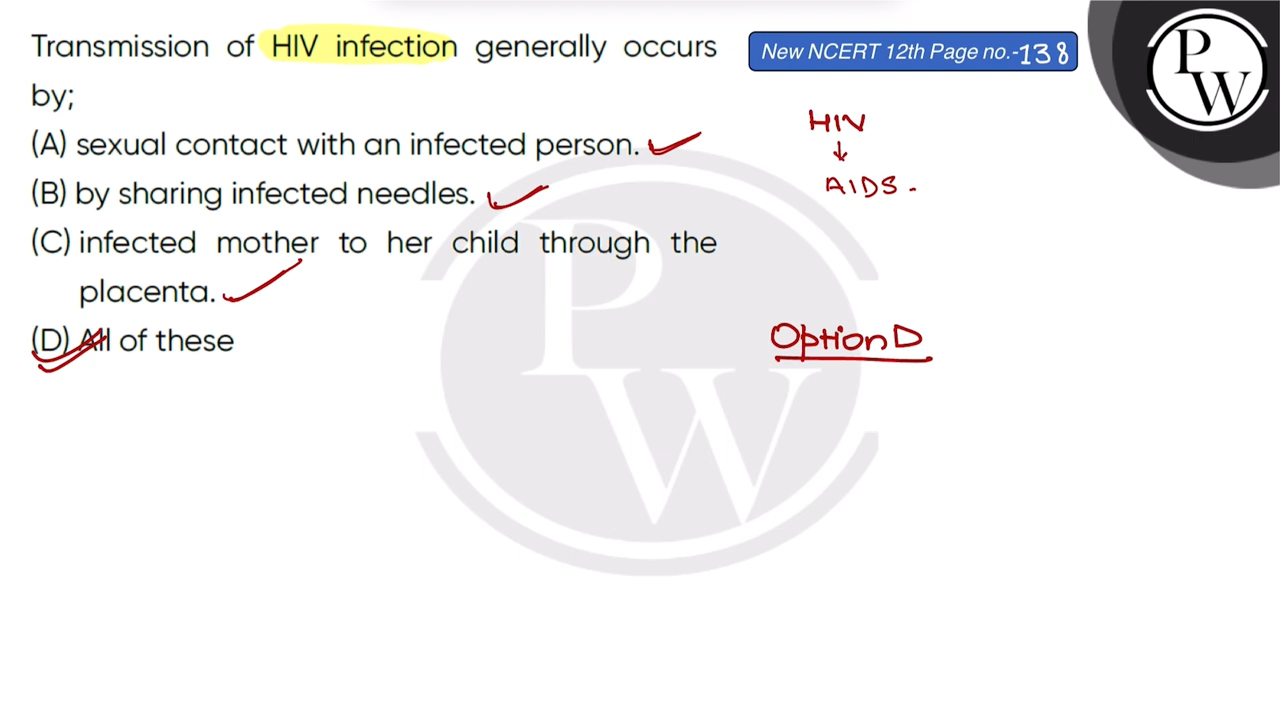 Transmission of HIV infection generally occurs
by;
(A) sexual contact with an infected person.
(B) by sharing infected needles.
(C) infected mother to her child through the
placenta.
(D) All of these
New NCERT 12th Page no.-138
HIV
↓
AIDS.
Option D
P
W
P
W